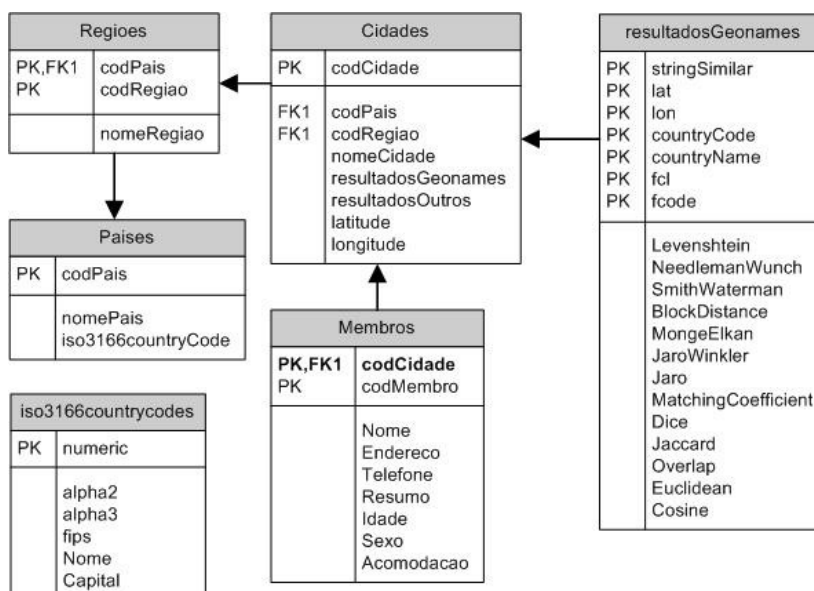 Regioes
PK,FK1 codPais
PK codRegiao
nomeRegiao
Paises
PK codPais
nomePais
iso3166countryCode
iso3166countrycodes
PK numeric
alpha2
alpha3
fips
Nome
Capital
Cidades
PK codCidade
FK1 codPais
FK1 codRegiao
nomeCidade
resultadosGeonames
resultadosOutros
latitude
longitude
Membros
PK,FK1 codCidade
PK codMembro
Nome
Endereco
Telefone
Resumo
Idade
Sexo
Acomodacao
resultadosGeonames
PK stringSimilar
PK lat
PK lon
PK countryCode
PK countryName
PK fcl
PK fcode
Levenshtein
NeedlemanWunch
SmithWaterman
BlockDistance
MongeElkan
JaroWinkler
Jaro
MatchingCoefficient
Dice
Jaccard
Overlap
Euclidean
Cosine